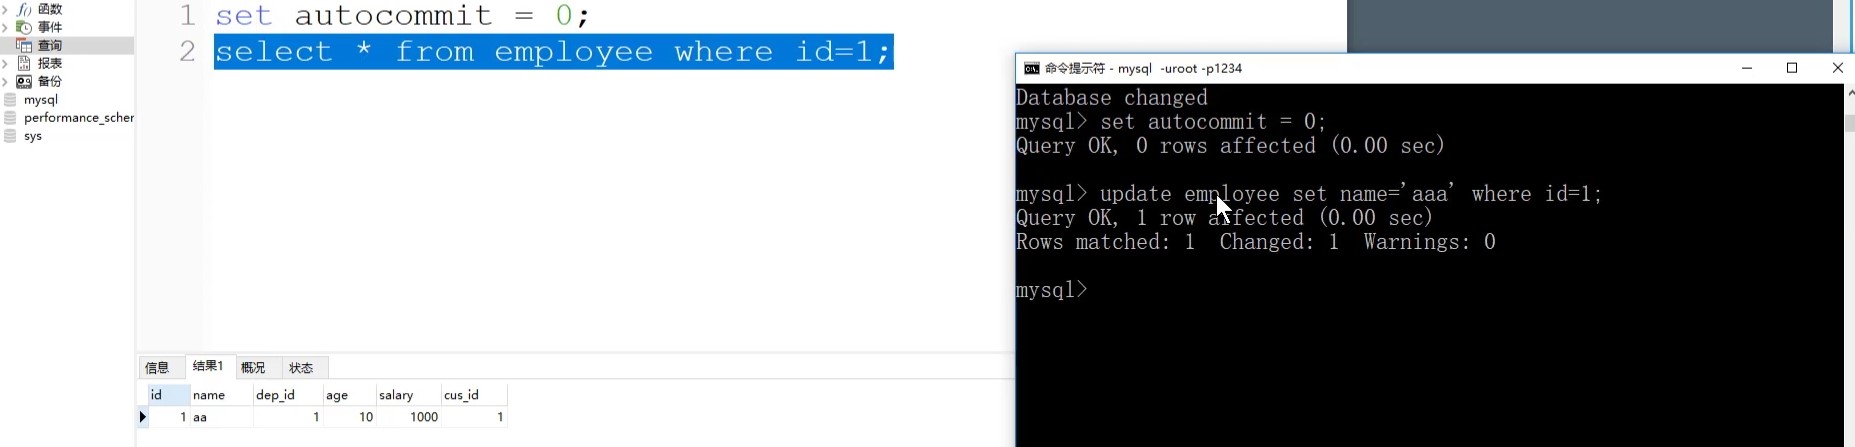 函数
事件
查询
报表
备份
mysql
performance_scher
sys
1 set autocommit = 0;
2 select * from employee where id=1;
信息 结果1 概况 状态
id name dep_id age salary cus_id
1 aa 1 10 1000 1
命令提示符 - mysql -uroot -p1234
Database changed
mysql> set autocommit = 0;
Query OK, 0 rows affected (0.00 sec)
mysql> update employee set name='aaa' where id=1;
Query OK, 1 row affected (0.00 sec)
Rows matched: 1 Changed: 1 Warnings: 0
mysql>